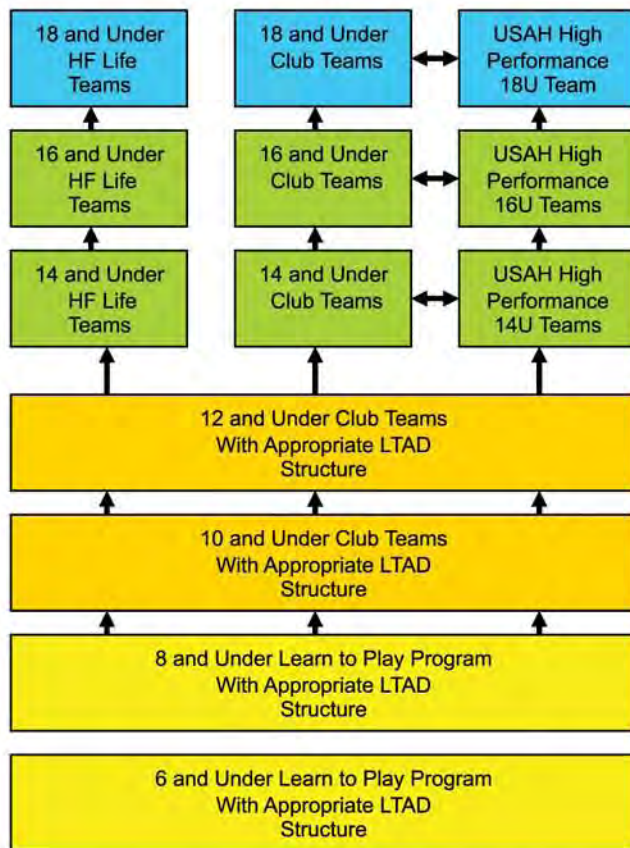 18 and Under
HF Life
Teams
18 and Under
Club Teams
USAH High
Performance
18U Team
16 and Under
HF Life
Teams
16 and Under
Club Teams
USAH High
Performance
16U Teams
14 and Under
HF Life
Teams
14 and Under
Club Teams
USAH High
Performance
14U Teams
12 and Under Club Teams
With Appropriate LTAD
Structure
10 and Under Club Teams
With Appropriate LTAD
Structure
8 and Under Learn to Play Program
With Appropriate LTAD
Structure
6 and Under Learn to Play Program
With Appropriate LTAD
Structure